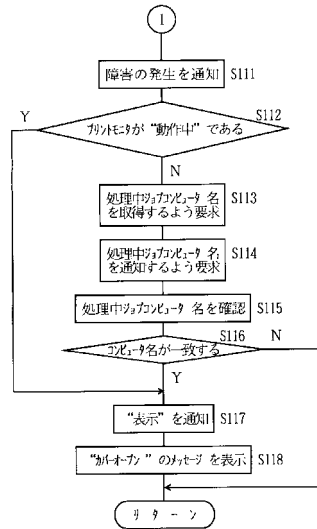 1
障害の発生を通知 S111
S112
Y
ﾌﾟﾘﾝﾄﾓﾆﾀが “動作中” である
N
処理中ｼﾞｮﾌﾞｺﾝﾋﾟｭｰﾀ 名 S113
を取得するよう要求
処理中ｼﾞｮﾌﾞｺﾝﾋﾟｭｰﾀ 名 S114
を通知するよう要求
処理中ｼﾞｮﾌﾞｺﾝﾋﾟｭｰﾀ 名を確認 S115
S116
N
ｺﾝﾋﾟｭｰﾀ名が一致する
Y
“表示” を通知 S117
“ｶﾊﾞｰｵｰﾌﾟﾝ ” のﾒｯｾｰｼﾞ を表示 S118
ﾘ ﾀ ｰ ﾝ